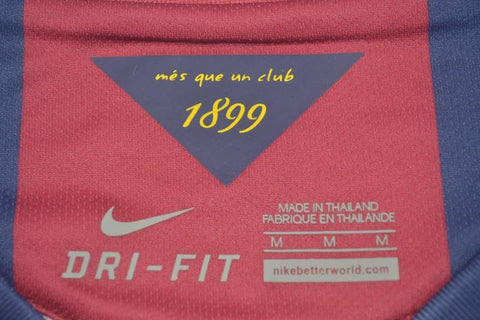 més que un club
1899
DRI-FIT
MADE IN THAILAND
FABRIQUE EN THAILANDE
M M M
nikebetterworld.com